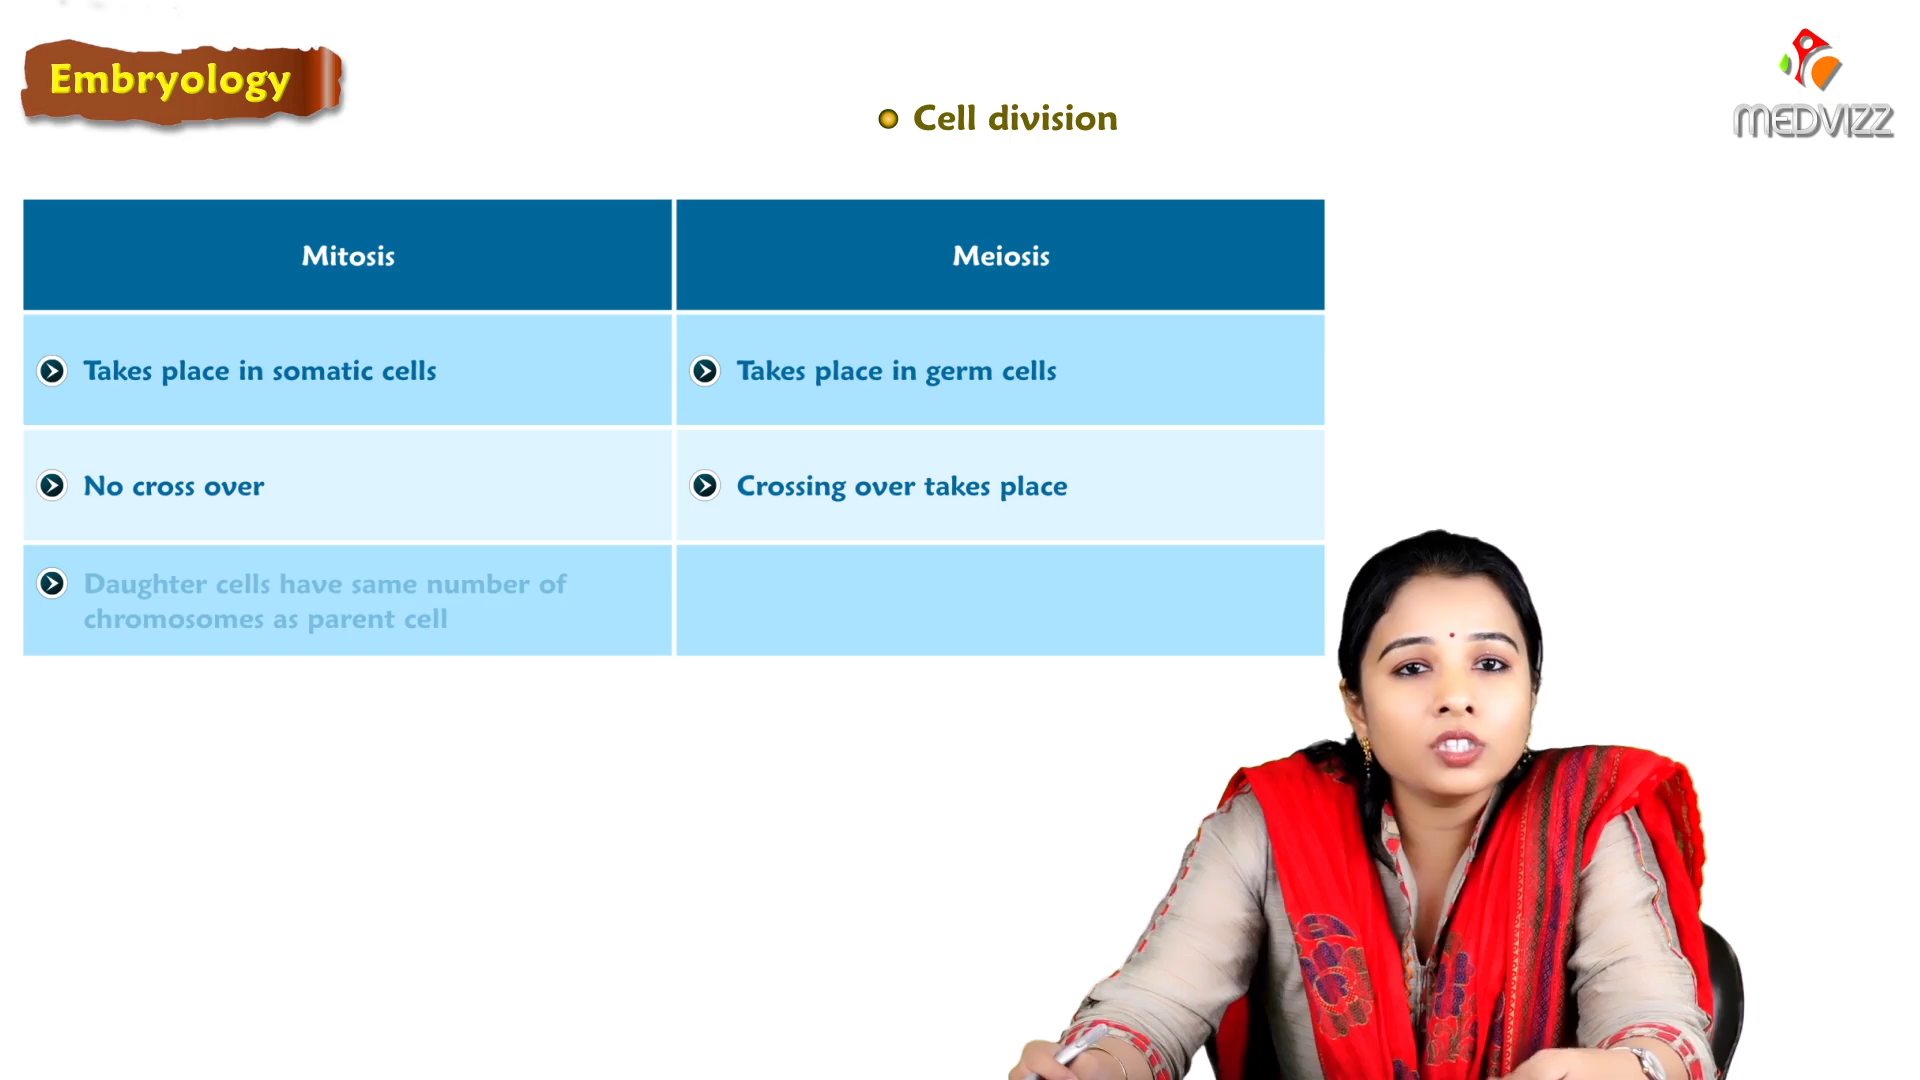 Embryology
Cell division
MEDVIZZ
Mitosis
Meiosis
Takes place in somatic cells
Takes place in germ cells
No cross over
Crossing over takes place
Daughter cells have same number of
chromosomes as parent cell